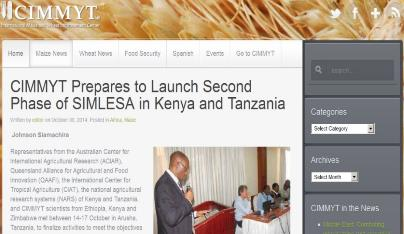 CIMMYT
International Maize and Wheat Improvement Center
Home Maize News Wheat News Food Security Spanish Events Go to CIMMYT
CIMMYT Prepares to Launch Second
Phase of SIMLESA in Kenya and Tanzania
Written by editor on October 30, 2014. Posted in Africa, Maize
Johnson Siamachira
Representatives from the Australian Center for
International Agricultural Research (ACIAR),
Queensland Alliance for Agricultural and Food
Innovation (QAAFI), the International Center for
Tropical Agriculture (CIAT), the national agricultural
research systems (NARS) of Kenya and Tanzania,
and CIMMYT scientists from Ethiopia, Kenya and
Zimbabwe met between 14-17 October in Arusha,
Tanzania, to finalize activities to meet the objectives
search...
Categories
Select Category
Archives
Select Month
CIMMYT in the News
Middle East: Combating